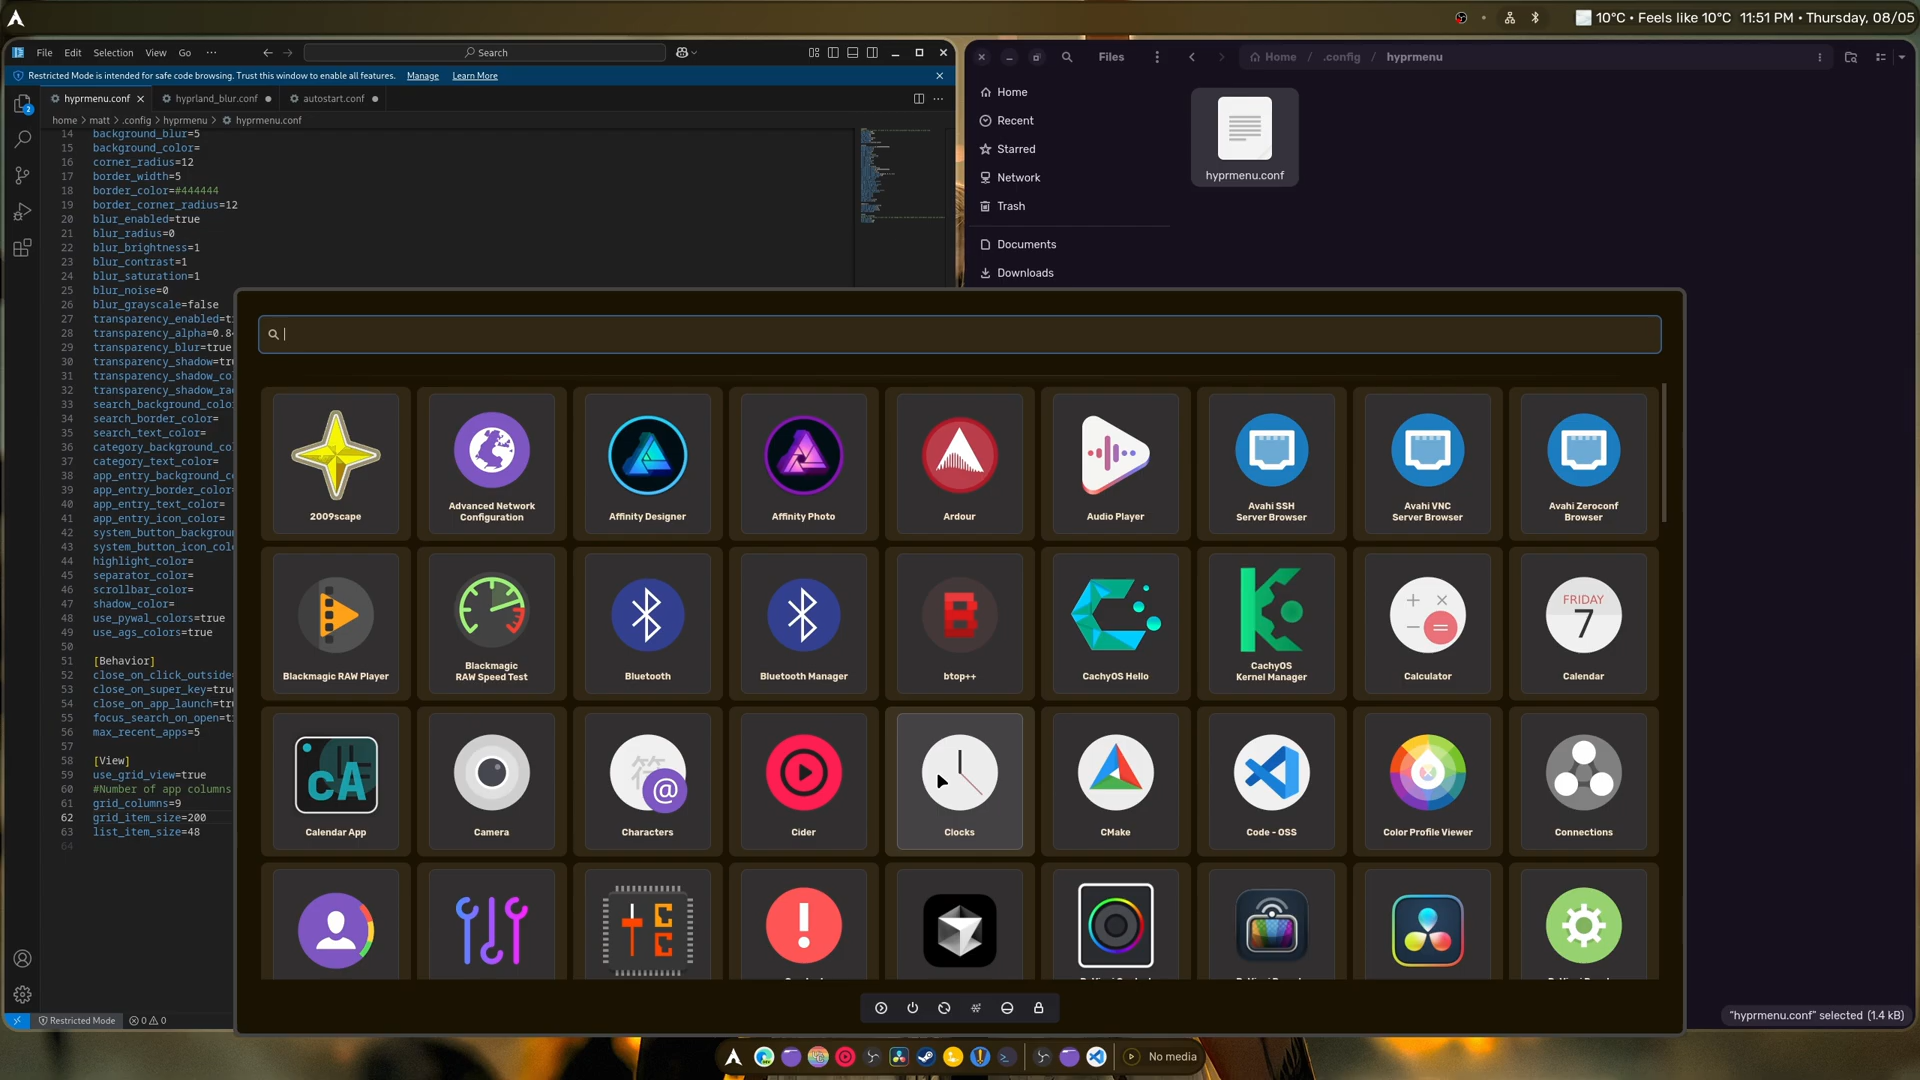 10°C • Feels like 10°C 11:51 PM • Thursday, 08/05
File Edit Selection View Go ···
Search
Restricted Mode is intended for safe code browsing. Trust this window to enable all features. Manage Learn More
hyprmenu.conf
hyprland_blur.conf
autostart.conf
home > matt > .config > hyprmenu > hyprmenu.conf
14 background_blur=5
15 background_color=
16 corner_radius=12
17 border_width=5
18 border_color=#444444
19 border_corner_radius=12
20 blur_enabled=true
21 blur_radius=0
22 blur_brightness=1
23 blur_contrast=1
24 blur_saturation=1
25 blur_noise=0
26 blur_grayscale=false
27 transparency_enabled=t
28 transparency_alpha=0.8
29 transparency_blur=true
30 transparency_shadow=tr
31 transparency_shadow_co
32 transparency_shadow_ra
33 search_background_colo
34 search_border_color=
35 search_text_color=
36 category_background_co
37 category_text_color=
38 app_entry_background_c
39 app_entry_border_color
40 app_entry_text_color=
41 app_entry_icon_color=
42 system_button_backgroun
43 system_button_icon_col
44 highlight_color=
45 separator_color=
46 scrollbar_color=
47 shadow_color=
48 use_pywal_colors=true
49 use_ags_colors=true
50
51 [Behavior]
52 close_on_click_outside
53 close_on_super_key=tru
54 close_on_app_launch=tr
55 focus_search_on_open=t
56 max_recent_apps=5
57
58 [View]
59 use_grid_view=true
60 #Number of app columns
61 grid_columns=9
62 grid_item_size=200
63 list_item_size=48
64
Restricted Mode 0 0
Files
Home / .config / hyprmenu
Home
Recent
Starred
Network
Trash
Documents
Downloads
hyprmenu.conf
2009scape
Advanced Network
Configuration
Affinity Designer
Affinity Photo
Ardour
Audio Player
Avahi SSH
Server Browser
Avahi VNC
Server Browser
Avahi Zeroconf
Browser
Blackmagic RAW Player
Blackmagic
RAW Speed Test
Bluetooth
Bluetooth Manager
btop++
CachyOS Hello
CachyOS
Kernel Manager
Calculator
FRIDAY
7
Calendar
cA
Calendar App
Camera
符
@
Characters
Cider
Clocks
CMake
Code - OSS
Color Profile Viewer
Connections
"hyprmenu.conf" selected (1.4 kB)
No media